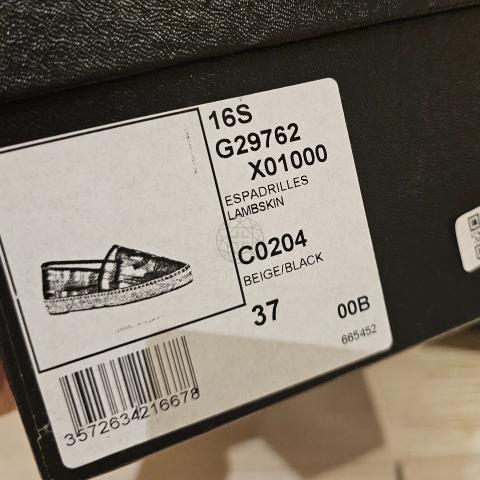 16S
G29762
X01000
ESPADRILLES
LAMBSKIN
C0204
BEIGE/BLACK
37
00B
665452
3572634216678